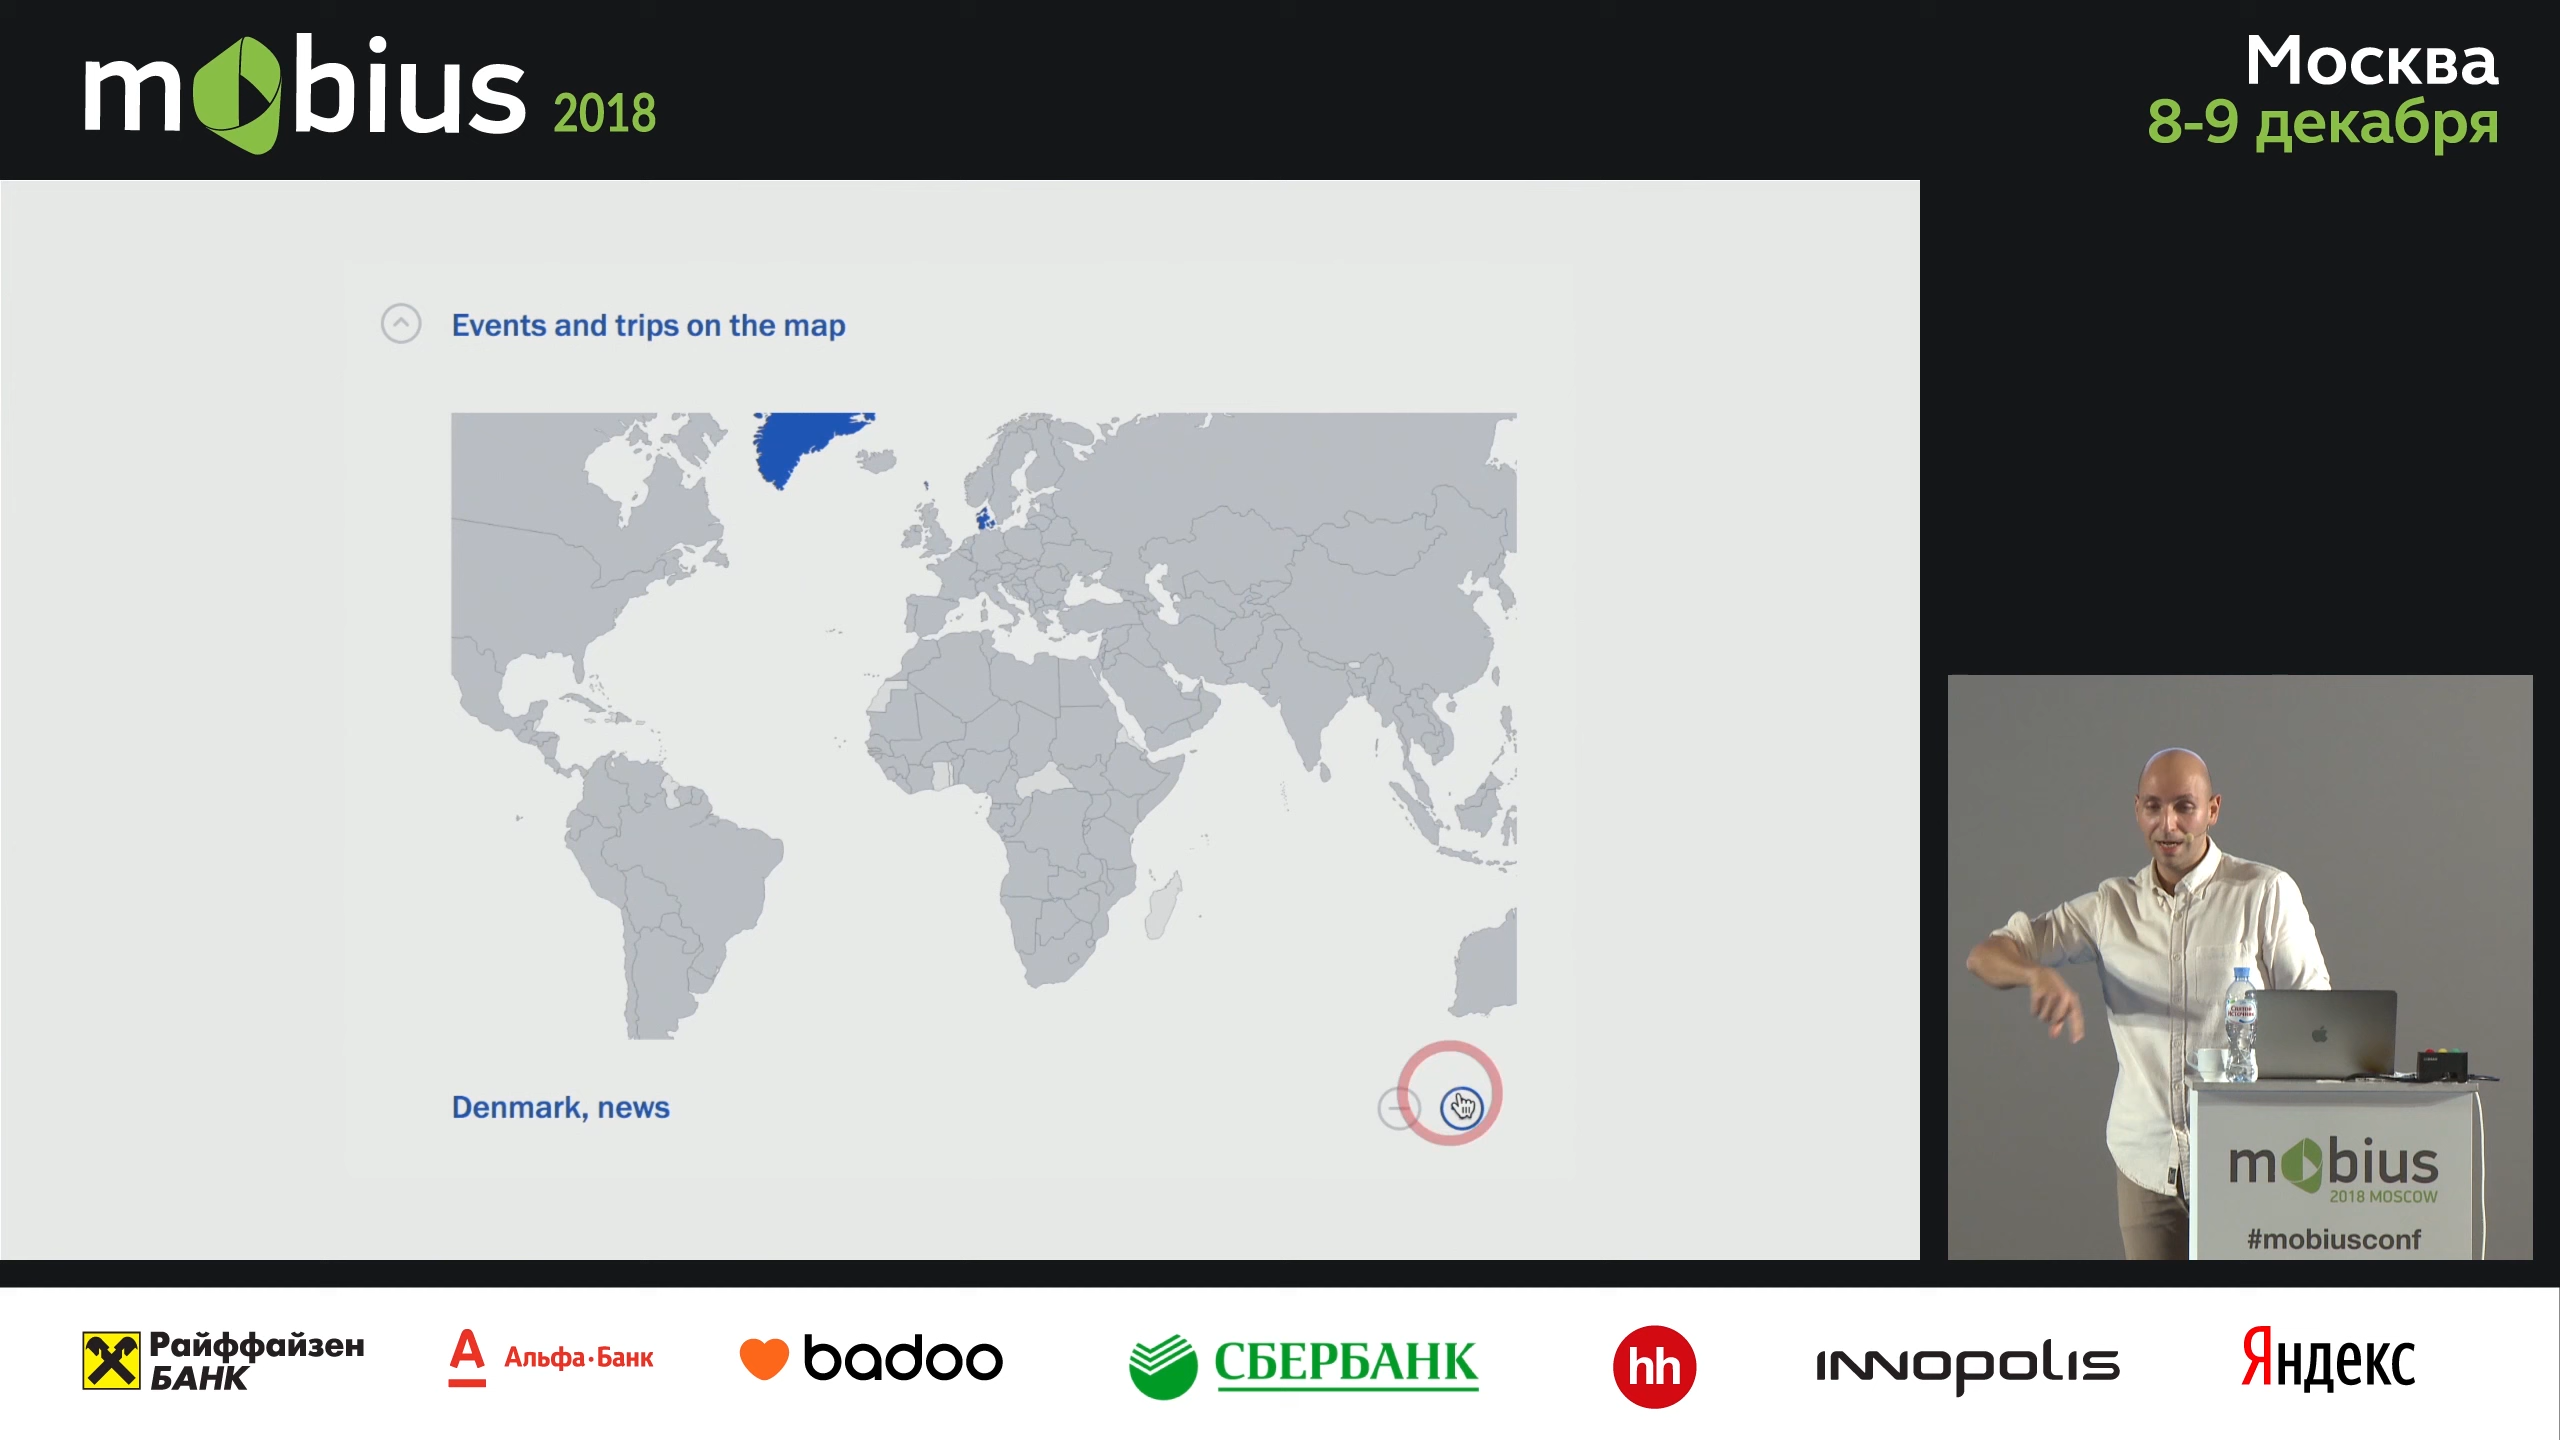 mobius 2018
Москва
8-9 декабря
Events and trips on the map
Denmark, news
mobius
2018 MOSCOW
#mobiusconf
Райффайзен
БАНК
Альфа·Банк
badoo
СБЕРБАНК
hh
INNOPOLIS
Яндекс